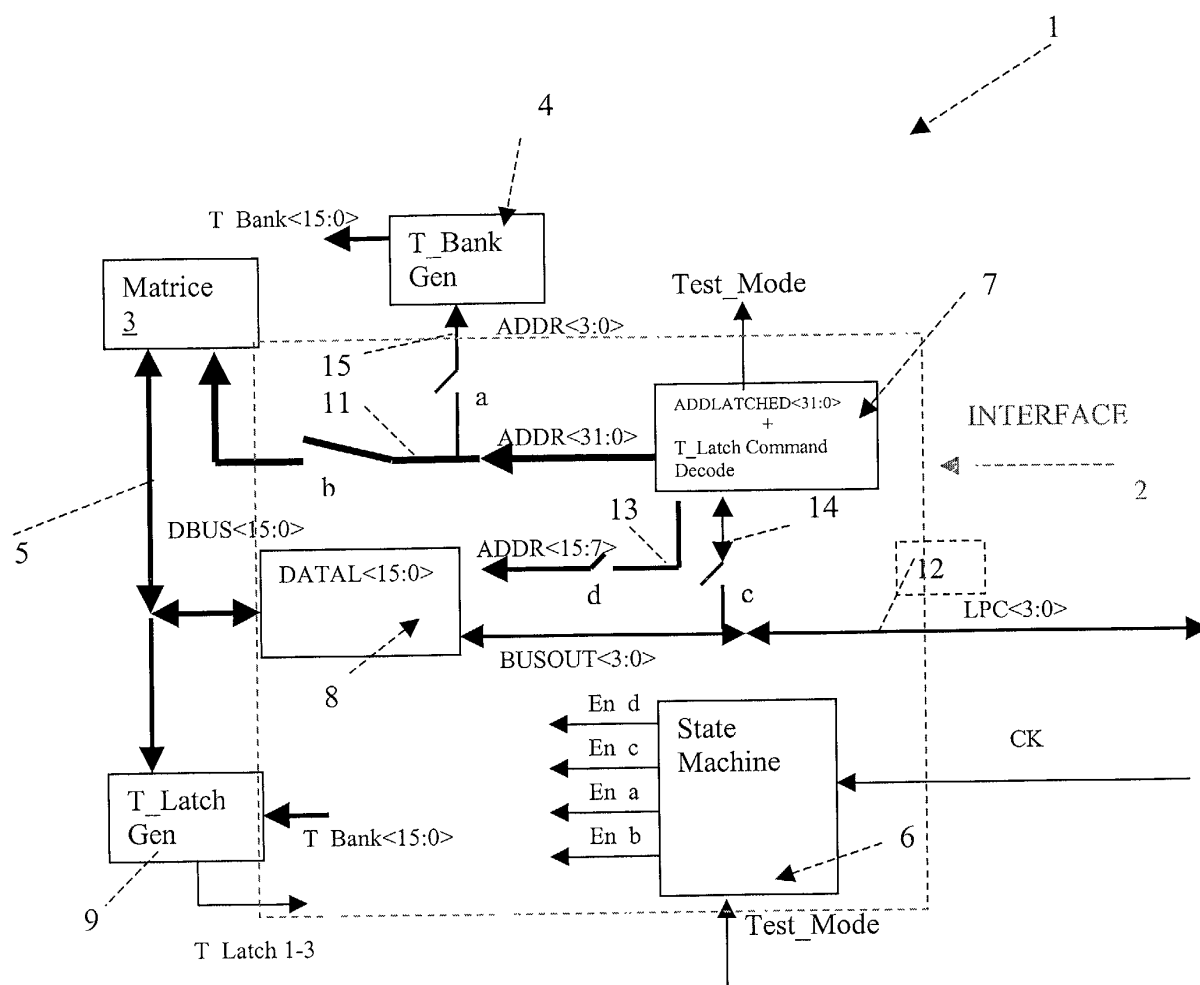 1
4
T Bank<15:0>
T_Bank
Gen
Matrice
3
Test_Mode
7
ADDR<3:0>
15
11
a
ADDLATCHED<31:0>
+
T_Latch Command
Decode
INTERFACE
ADDR<31:0>
b
2
5
DBUS<15:0>
13
14
ADDR<15:7>
d
c
12
DATAL<15:0>
LPC<3:0>
BUSOUT<3:0>
8
En d
State
Machine
CK
En c
En a
En b
T_Latch
Gen
T Bank<15:0>
6
9
T Latch 1-3
Test_Mode